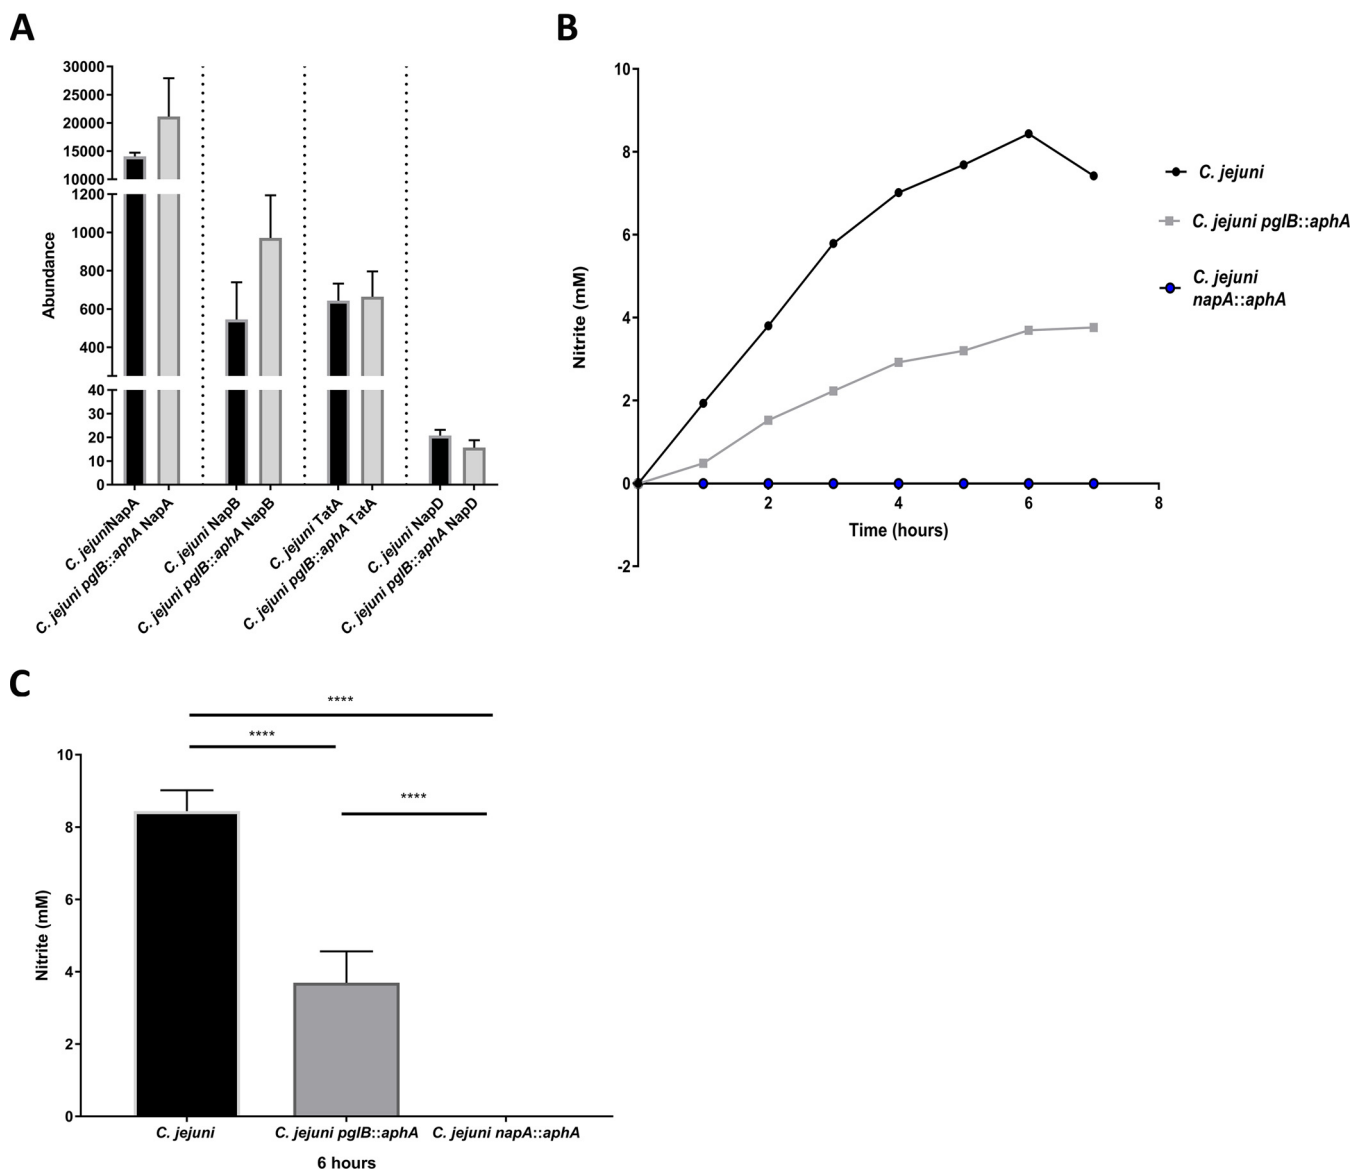 A
30000
25000
20000
15000
10000
1200
1000
800
600
400
40
30
20
10
0
Abundance
C. jejuniNapA
C. jejuni pglB::aphA NapA
C. jejuni NapB
C. jejuni pglB::aphA NapB
C. jejuni TatA
C. jejuni pglB::aphA TatA
C. jejuni NapD
C. jejuni pglB::aphA NapD
B
10
8
6
4
2
0
-2
Nitrite (mM)
2 4 6 8
Time (hours)
C. jejuni
C. jejuni pglB::aphA
C. jejuni
napA::aphA
C
****
****
****
10
8
6
4
2
0
Nitrite (mM)
C. jejuni C. jejuni pglB::aphA C. jejuni napA::aphA
6 hours